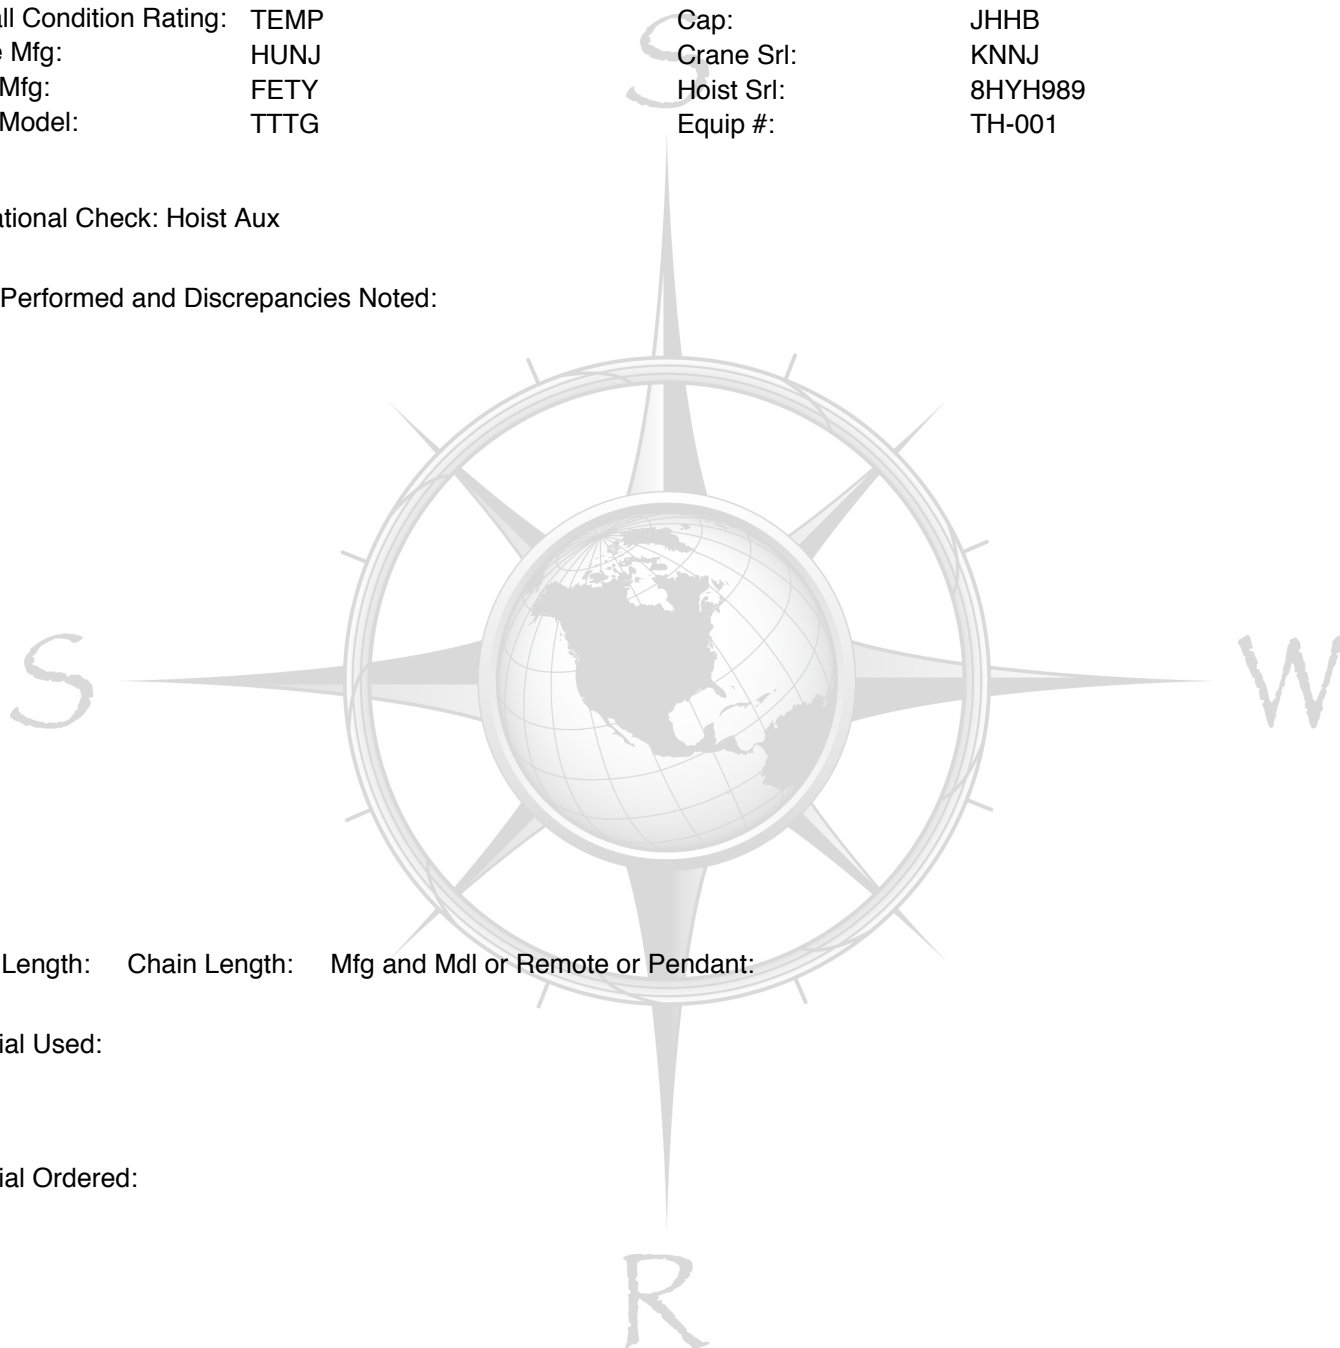 all Condition Rating: TEMP Cap: JHHB
e Mfg: HUNJ Crane Srl: KNNJ
Mfg: FETY Hoist Srl: 8HYH989
Model: TTTG Equip #: TH-001
ational Check: Hoist Aux
Performed and Discrepancies Noted:
Length: Chain Length: Mfg and Mdl or Remote or Pendant:
ial Used:
ial Ordered:
S
S
W
R